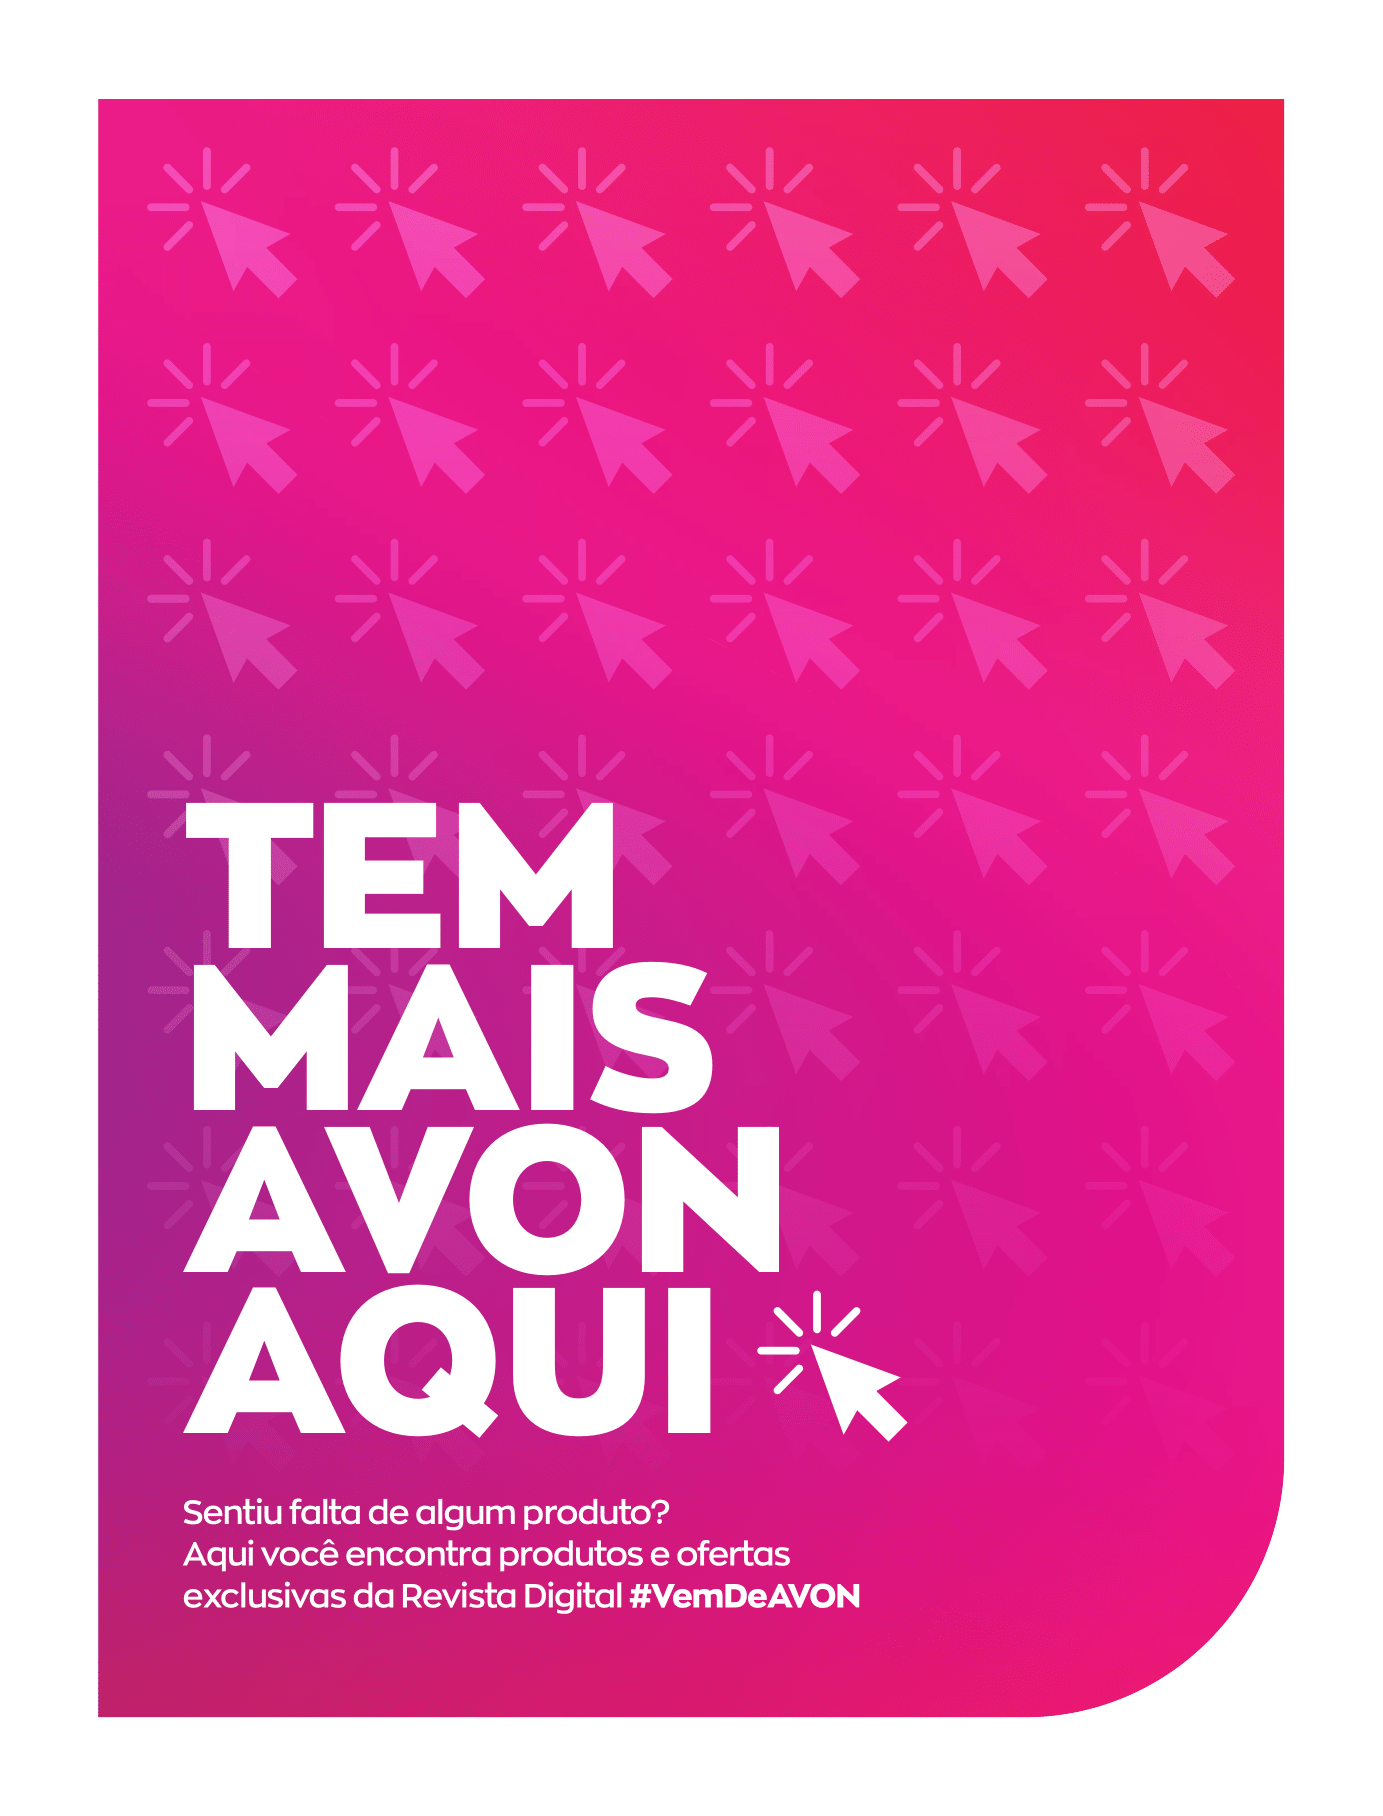 TEM
MAIS
AVON
AQUI
Sentiu falta de algum produto?
Aqui você encontra produtos e ofertas
exclusivas da Revista Digital #VemDeAVON